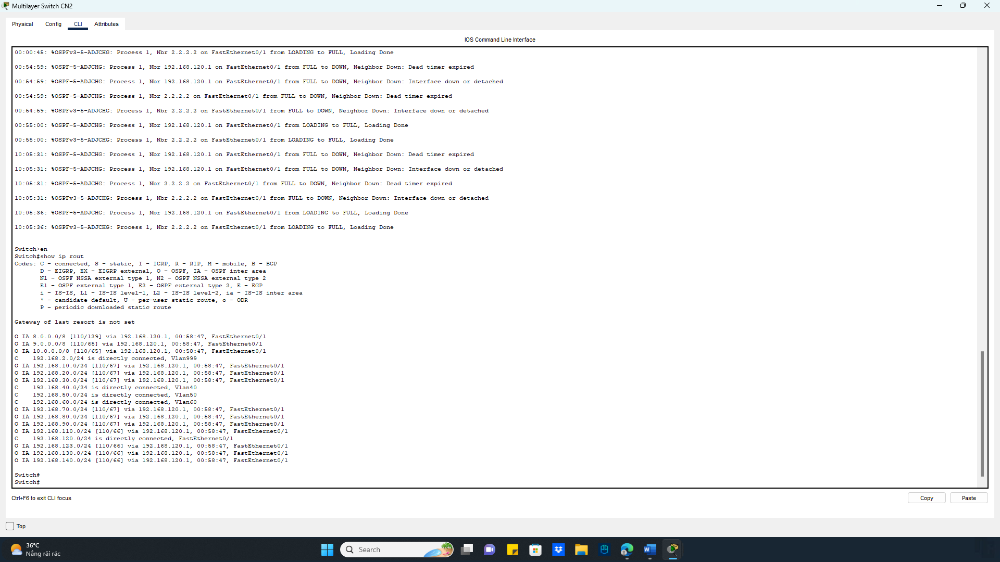 Multilayer Switch CN2
Physical Config CLI Attributes
IOS Command Line Interface
00:00:45: %OSPFv3-5-ADJCHG: Process 1, Nbr 2.2.2.2 on FastEthernet0/1 from LOADING to FULL, Loading Done
00:54:59: %OSPF-5-ADJCHG: Process 1, Nbr 192.168.120.1 on FastEthernet0/1 from FULL to DOWN, Neighbor Down: Dead timer expired
00:54:59: %OSPF-5-ADJCHG: Process 1, Nbr 192.168.120.1 on FastEthernet0/1 from FULL to DOWN, Neighbor Down: Interface down or detached
00:54:59: %OSPF-5-ADJCHG: Process 1, Nbr 2.2.2.2 on FastEthernet0/1 from FULL to DOWN, Neighbor Down: Dead timer expired
00:54:59: %OSPFv3-5-ADJCHG: Process 1, Nbr 2.2.2.2 on FastEthernet0/1 from FULL to DOWN, Neighbor Down: Interface down or detached
00:55:00: %OSPF-5-ADJCHG: Process 1, Nbr 192.168.120.1 on FastEthernet0/1 from LOADING to FULL, Loading Done
00:55:00: %OSPFv3-5-ADJCHG: Process 1, Nbr 2.2.2.2 on FastEthernet0/1 from LOADING to FULL, Loading Done
10:05:31: %OSPF-5-ADJCHG: Process 1, Nbr 192.168.120.1 on FastEthernet0/1 from FULL to DOWN, Neighbor Down: Dead timer expired
10:05:31: %OSPF-5-ADJCHG: Process 1, Nbr 192.168.120.1 on FastEthernet0/1 from FULL to DOWN, Neighbor Down: Interface down or detached
10:05:31: %OSPF-5-ADJCHG: Process 1, Nbr 2.2.2.2 on FastEthernet0/1 from FULL to DOWN, Neighbor Down: Dead timer expired
10:05:31: %OSPFv3-5-ADJCHG: Process 1, Nbr 2.2.2.2 on FastEthernet0/1 from FULL to DOWN, Neighbor Down: Interface down or detached
10:05:36: %OSPF-5-ADJCHG: Process 1, Nbr 192.168.120.1 on FastEthernet0/1 from LOADING to FULL, Loading Done
10:05:36: %OSPFv3-5-ADJCHG: Process 1, Nbr 2.2.2.2 on FastEthernet0/1 from LOADING to FULL, Loading Done
Switch>en
Switch#show ip rout
Codes: C - connected, S - static, I - IGRP, R - RIP, M - mobile, B - BGP
D - EIGRP, EX - EIGRP external, O - OSPF, IA - OSPF inter area
N1 - OSPF NSSA external type 1, N2 - OSPF NSSA external type 2
E1 - OSPF external type 1, E2 - OSPF external type 2, E - EGP
i - IS-IS, L1 - IS-IS level-1, L2 - IS-IS level-2, ia - IS-IS inter area
* - candidate default, U - per-user static route, o - ODR
P - periodic downloaded static route
Gateway of last resort is not set
O IA 8.0.0.0/8 [110/129] via 192.168.120.1, 00:58:47, FastEthernet0/1
O IA 9.0.0.0/8 [110/65] via 192.168.120.1, 00:58:47, FastEthernet0/1
O IA 10.0.0.0/8 [110/65] via 192.168.120.1, 00:58:47, FastEthernet0/1
C 192.168.2.0/24 is directly connected, Vlan999
O IA 192.168.10.0/24 [110/67] via 192.168.120.1, 00:58:47, FastEthernet0/1
O IA 192.168.20.0/24 [110/67] via 192.168.120.1, 00:58:47, FastEthernet0/1
O IA 192.168.30.0/24 [110/67] via 192.168.120.1, 00:58:47, FastEthernet0/1
C 192.168.40.0/24 is directly connected, Vlan40
C 192.168.50.0/24 is directly connected, Vlan50
C 192.168.60.0/24 is directly connected, Vlan60
O IA 192.168.70.0/24 [110/67] via 192.168.120.1, 00:58:47, FastEthernet0/1
O IA 192.168.80.0/24 [110/67] via 192.168.120.1, 00:58:47, FastEthernet0/1
O IA 192.168.90.0/24 [110/67] via 192.168.120.1, 00:58:47, FastEthernet0/1
O IA 192.168.110.0/24 [110/66] via 192.168.120.1, 00:58:47, FastEthernet0/1
C 192.168.120.0/24 is directly connected, FastEthernet0/1
O IA 192.168.123.0/24 [110/66] via 192.168.120.1, 00:58:47, FastEthernet0/1
O IA 192.168.130.0/24 [110/66] via 192.168.120.1, 00:58:47, FastEthernet0/1
O IA 192.168.140.0/24 [110/66] via 192.168.120.1, 00:58:47, FastEthernet0/1
Switch#
Switch#
Ctrl+F6 to exit CLI focus
Copy Paste
Top
36°C
Nắng rải rác
Search